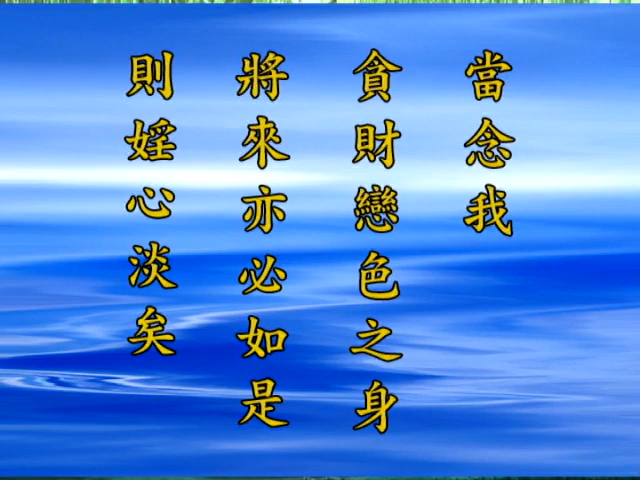 當念我
貪財戀色之身
將來亦必如是
則婬心淡矣